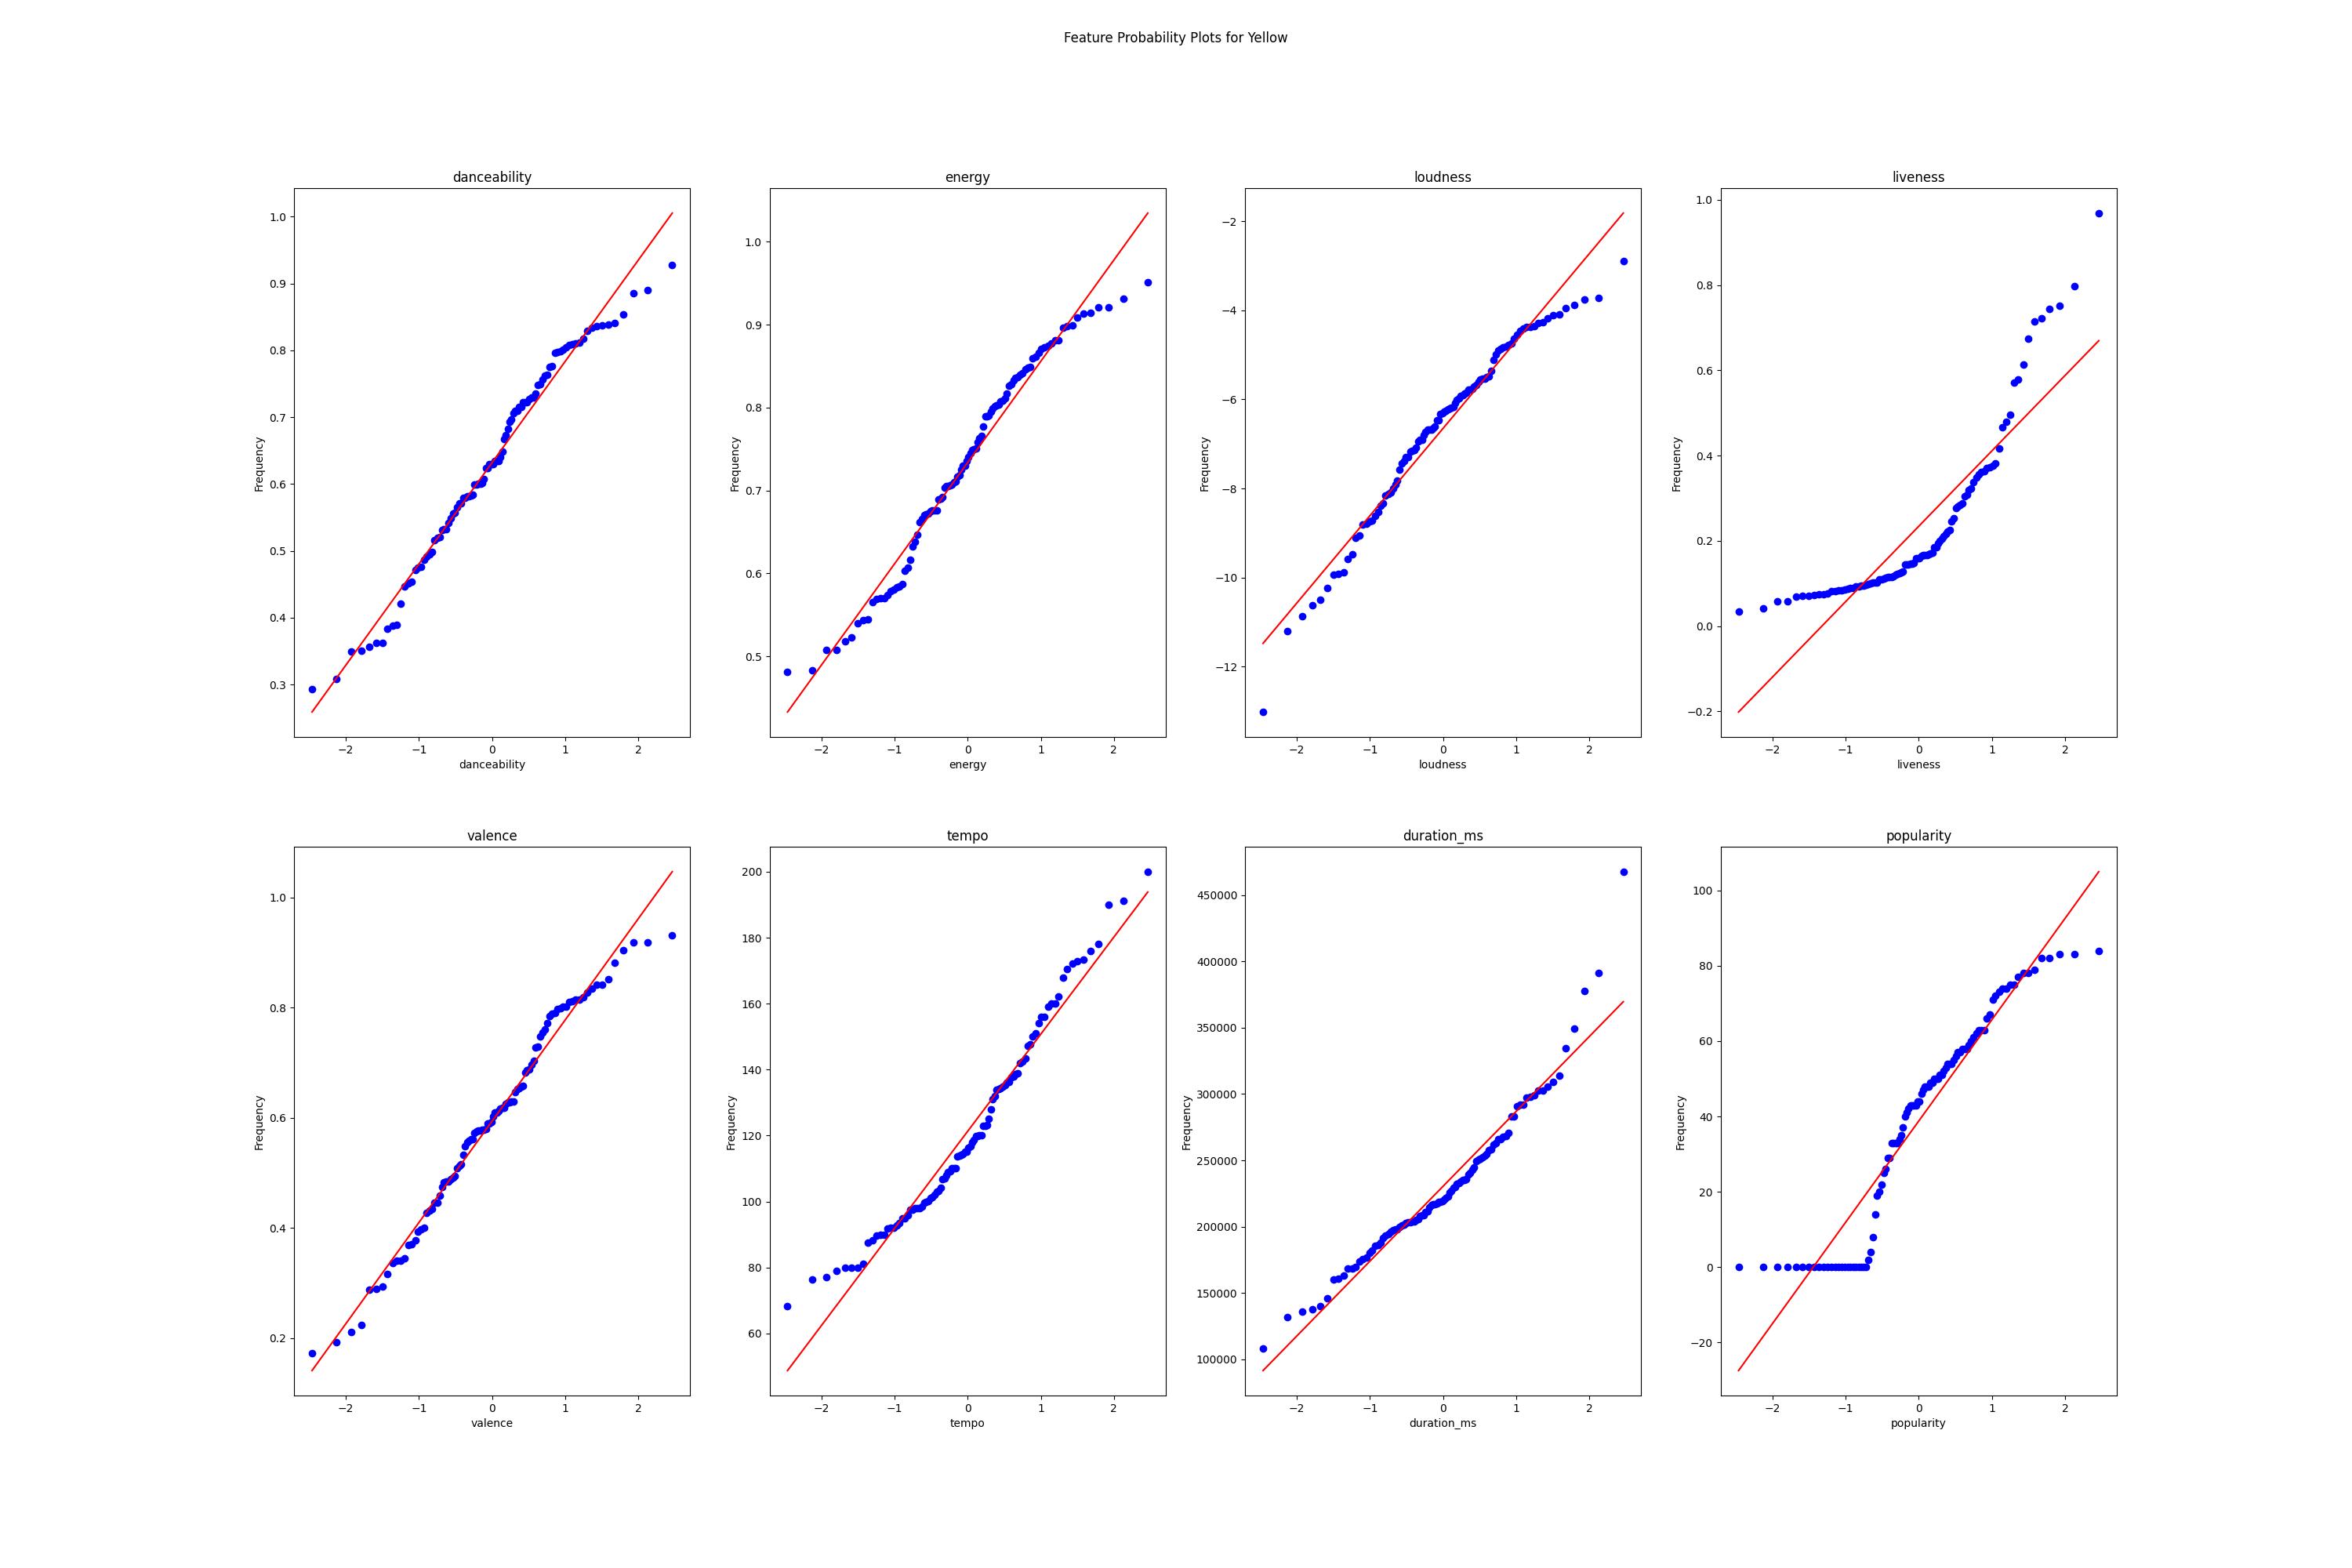 Feature Probability Plots for Yellow
danceability
1.0
0.9
0.8
0.7
0.6
0.5
0.4
0.3
Frequency
−2 −1 0 1 2
danceability
energy
1.0
0.9
0.8
0.7
0.6
0.5
Frequency
−2 −1 0 1 2
energy
loudness
−2
−4
−6
−8
−10
−12
Frequency
−2 −1 0 1 2
loudness
liveness
1.0
0.8
0.6
0.4
0.2
0.0
−0.2
Frequency
−2 −1 0 1 2
liveness
valence
1.0
0.8
0.6
0.4
0.2
Frequency
−2 −1 0 1 2
valence
tempo
200
180
160
140
120
100
80
60
Frequency
−2 −1 0 1 2
tempo
duration_ms
450000
400000
350000
300000
250000
200000
150000
100000
Frequency
−2 −1 0 1 2
duration_ms
popularity
100
80
60
40
20
0
−20
Frequency
−2 −1 0 1 2
popularity